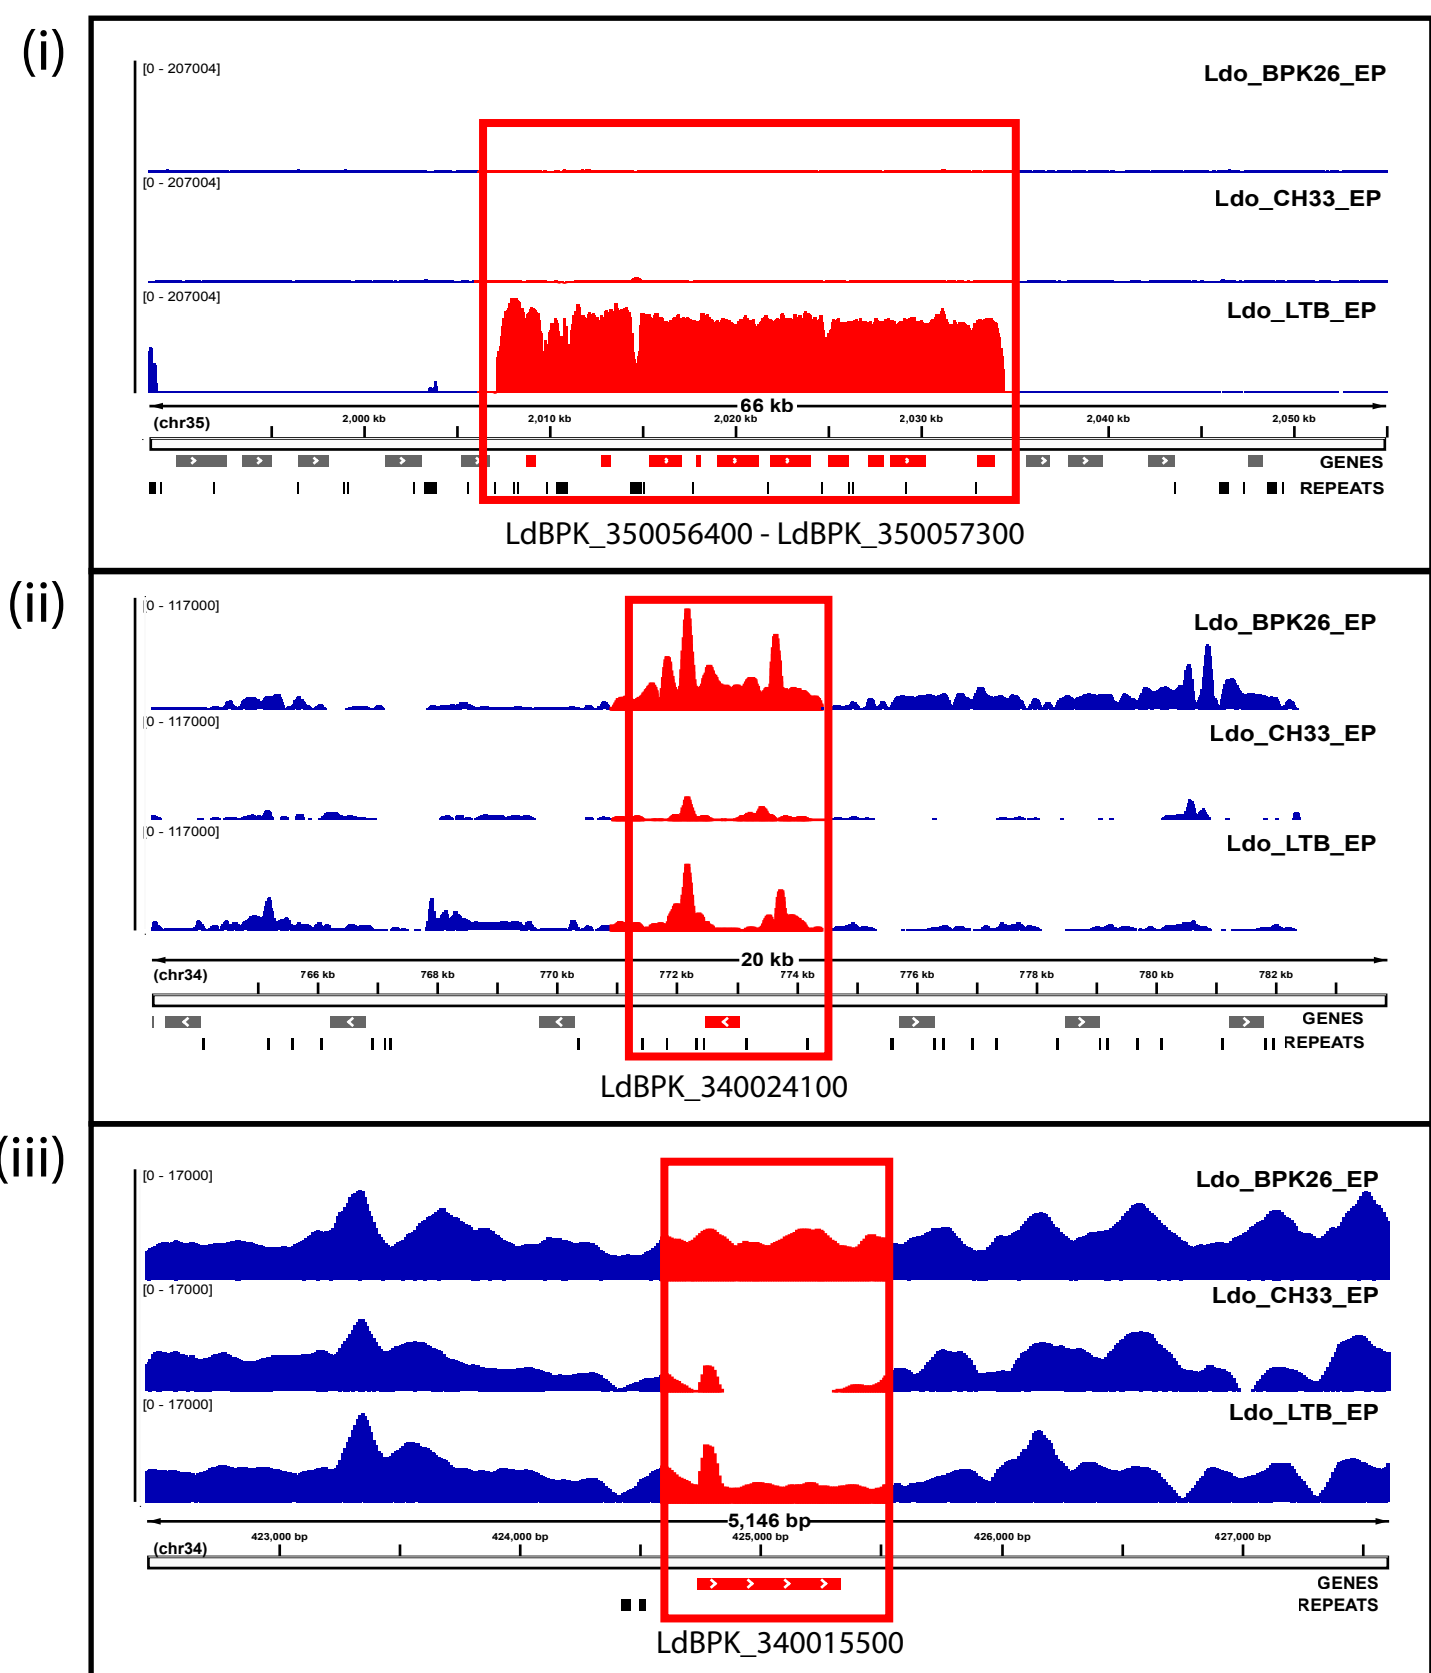 (i)
[0 - 207004]
Ldo_BPK26_EP
[0 - 207004]
Ldo_CH33_EP
[0 - 207004]
Ldo_LTB_EP
66 kb
(chr35)
2,000 kb
2,010 kb
2,020 kb
2,030 kb
2,040 kb
2,050 kb
GENES
REPEATS
LdBPK_350056400 - LdBPK_350057300
(ii)
[0 - 117000]
Ldo_BPK26_EP
[0 - 117000]
Ldo_CH33_EP
[0 - 117000]
Ldo_LTB_EP
20 kb
(chr34)
766 kb
768 kb
770 kb
772 kb
774 kb
776 kb
778 kb
780 kb
782 kb
GENES
REPEATS
LdBPK_340024100
(iii)
[0 - 17000]
Ldo_BPK26_EP
[0 - 17000]
Ldo_CH33_EP
[0 - 17000]
Ldo_LTB_EP
5,146 bp
(chr34)
423,000 bp
424,000 bp
425,000 bp
426,000 bp
427,000 bp
GENES
REPEATS
LdBPK_340015500